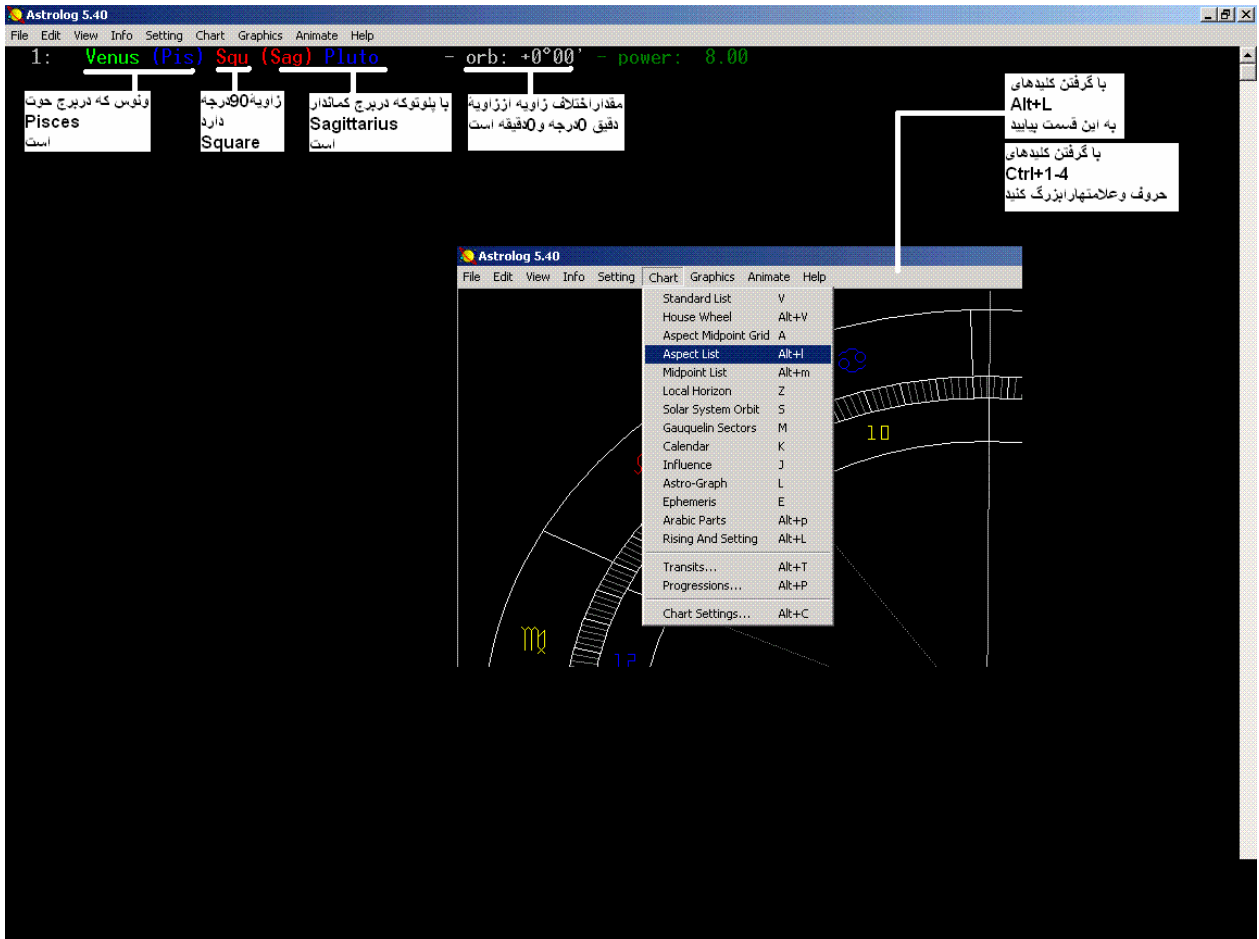 Astrolog 5.40
File Edit View Info Setting Chart Graphics Animate Help
1: Venus (Pis) Squ (Sag) Pluto - orb: +0°00' - power: 8.00
ونوس که دربرج حوت
Pisces
است
زاویۀ90درجه
دارد
Square
با پلوتوکه دربرج کماندار
Sagittarius
است
مقداراختلاف زاویه اززاویۀ
دقیق 0درجه و0دقیقه است
با گرفتن کلیدهای
Alt+L
به این قسمت بیایید
با گرفتن کلیدهای
Ctrl+1-4
حروف وعلامتهارابزرگ کنید
Astrolog 5.40
File Edit View Info Setting Chart Graphics Animate Help
Standard List V
House Wheel Alt+V
Aspect Midpoint Grid A
Aspect List Alt+l
Midpoint List Alt+m
Local Horizon Z
Solar System Orbit S
Gauquelin Sectors M
Calendar K
Influence J
Astro-Graph L
Ephemeris E
Arabic Parts Alt+p
Rising And Setting Alt+L
Transits... Alt+T
Progressions... Alt+P
Chart Settings... Alt+C
10
12